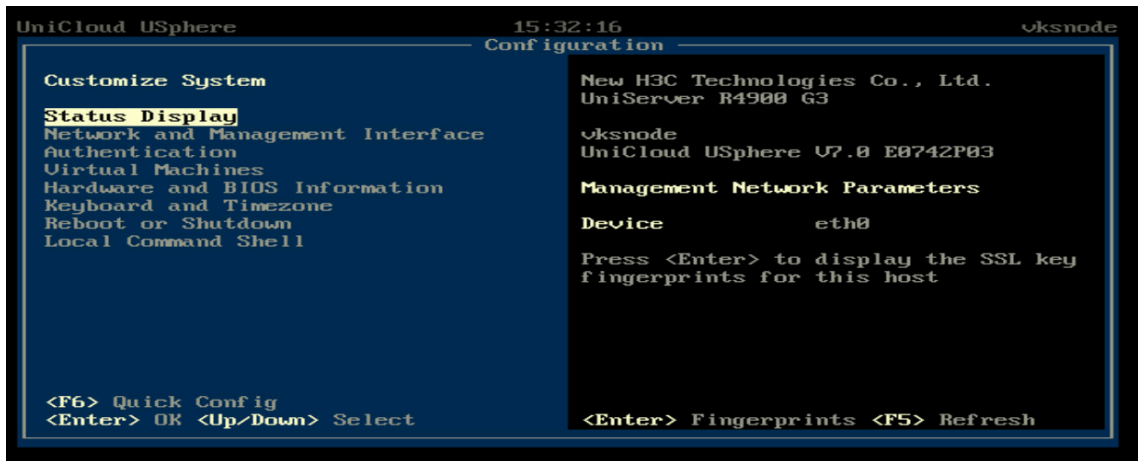 UniCloud USphere 15:32:16 vksnode
Configuration
Customize System
Status Display
Network and Management Interface
Authentication
Virtual Machines
Hardware and BIOS Information
Keyboard and Timezone
Reboot or Shutdown
Local Command Shell
<F6> Quick Config
<Enter> OK <Up/Down> Select
New H3C Technologies Co., Ltd.
UniServer R4900 G3
vksnode
UniCloud USphere V7.0 E0742P03
Management Network Parameters
Device eth0
Press <Enter> to display the SSL key
fingerprints for this host
<Enter> Fingerprints <F5> Refresh